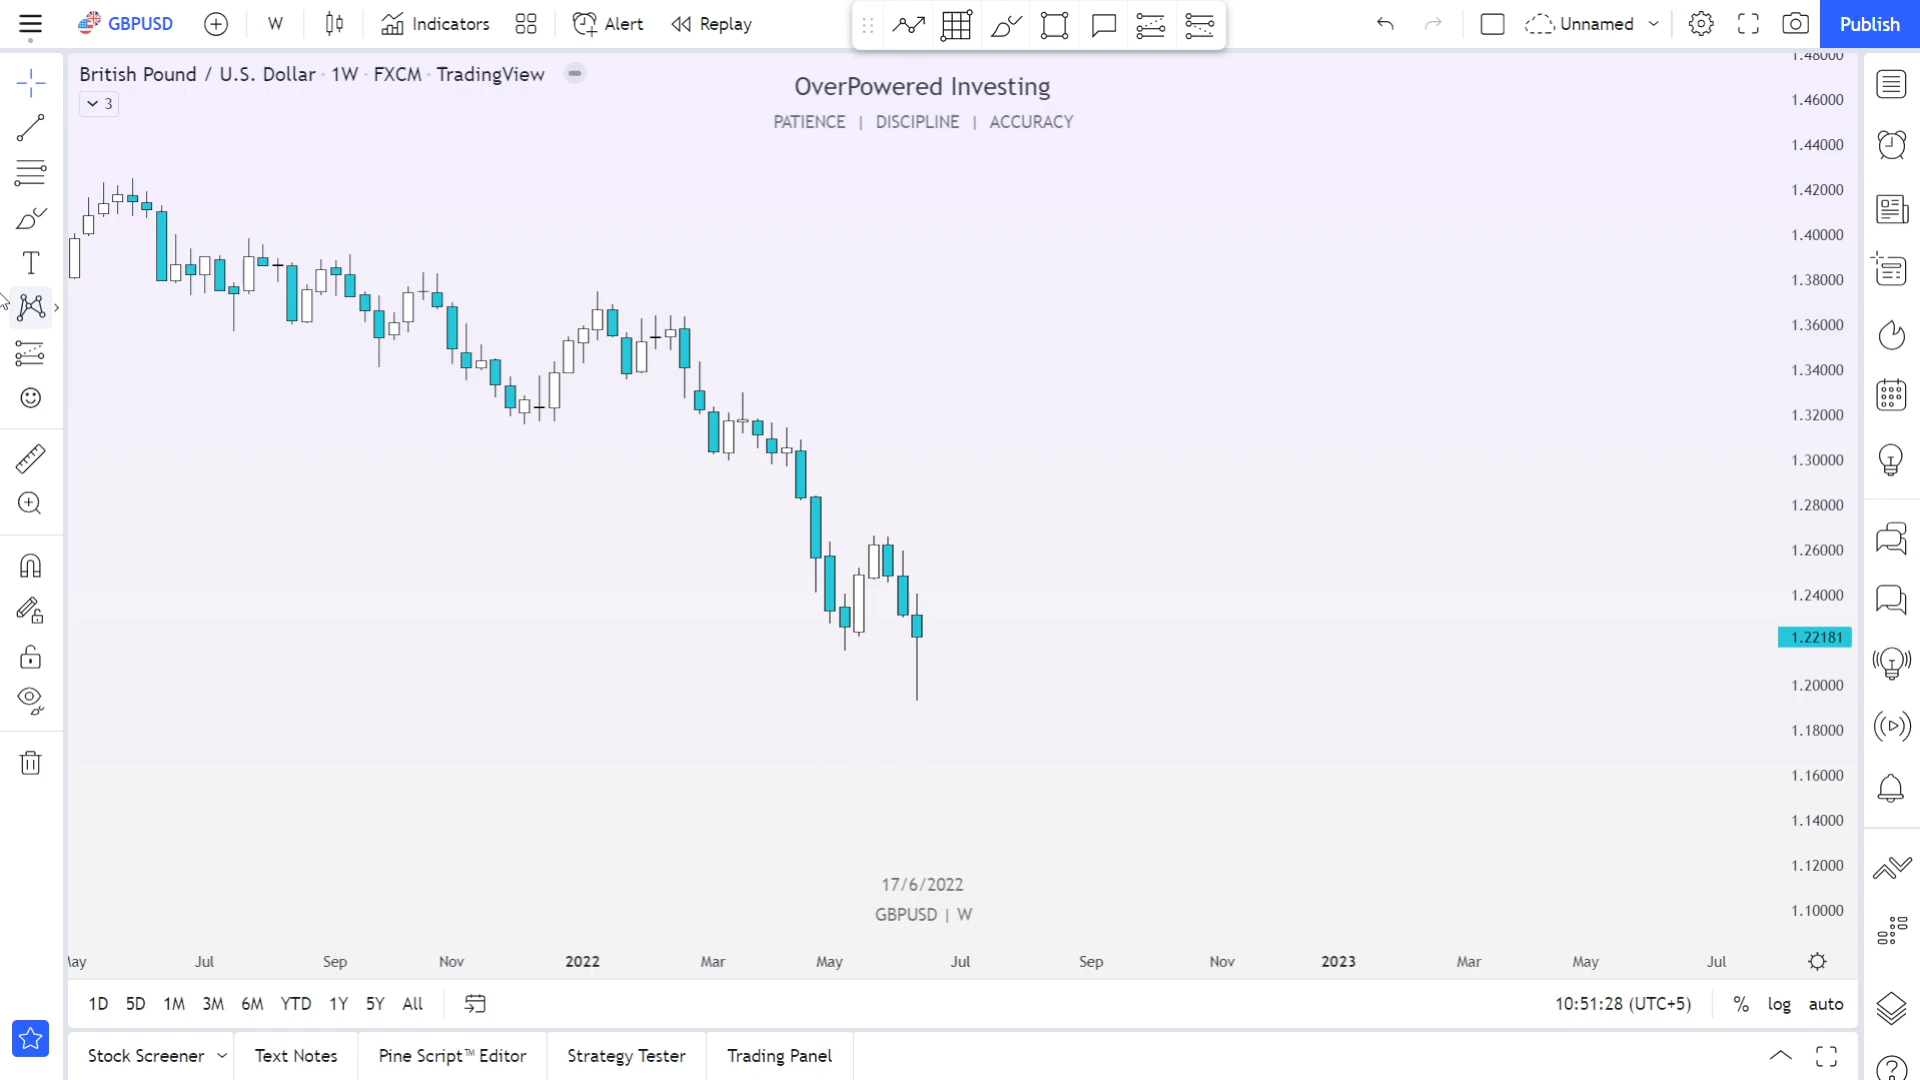 GBPUSD
W
Indicators
Alert
Replay
Unnamed
Publish
British Pound / U.S. Dollar · 1W · FXCM · TradingView
3
OverPowered Investing
PATIENCE | DISCIPLINE | ACCURACY
1.48000
1.46000
1.44000
1.42000
1.40000
1.38000
1.36000
1.34000
1.32000
1.30000
1.28000
1.26000
1.24000
1.22181
1.20000
1.18000
1.16000
1.14000
1.12000
1.10000
17/6/2022
GBPUSD | W
May Jul Sep Nov 2022 Mar May Jul Sep Nov 2023 Mar May Jul
1D 5D 1M 3M 6M YTD 1Y 5Y All
10:51:28 (UTC+5) % log auto
Stock Screener Text Notes Pine Script™ Editor Strategy Tester Trading Panel